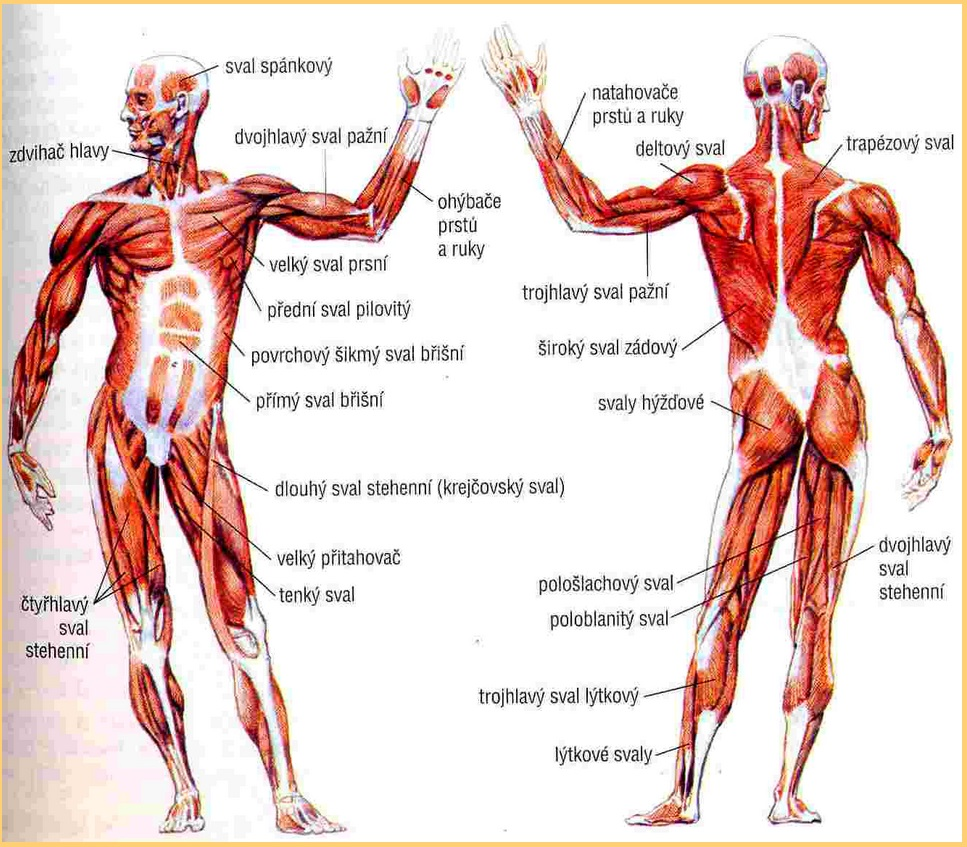 sval spánkový
dvojhlavý sval pažní
zdvihač hlavy
ohýbače
prstů
a ruky
velký sval prsní
přední sval pilovitý
povrchový šikmý sval břišní
přímý sval břišní
dlouhý sval stehenní (krejčovský sval)
velký přitahovač
tenký sval
čtyřhlavý
sval
stehenní
natahovače
prstů a ruky
deltový sval
trapézový sval
trojhlavý sval pažní
široký sval zádový
svaly hýžďové
dvojhlavý
sval
stehenní
pološlachový sval
poloblanitý sval
trojhlavý sval lýtkový
lýtkové svaly